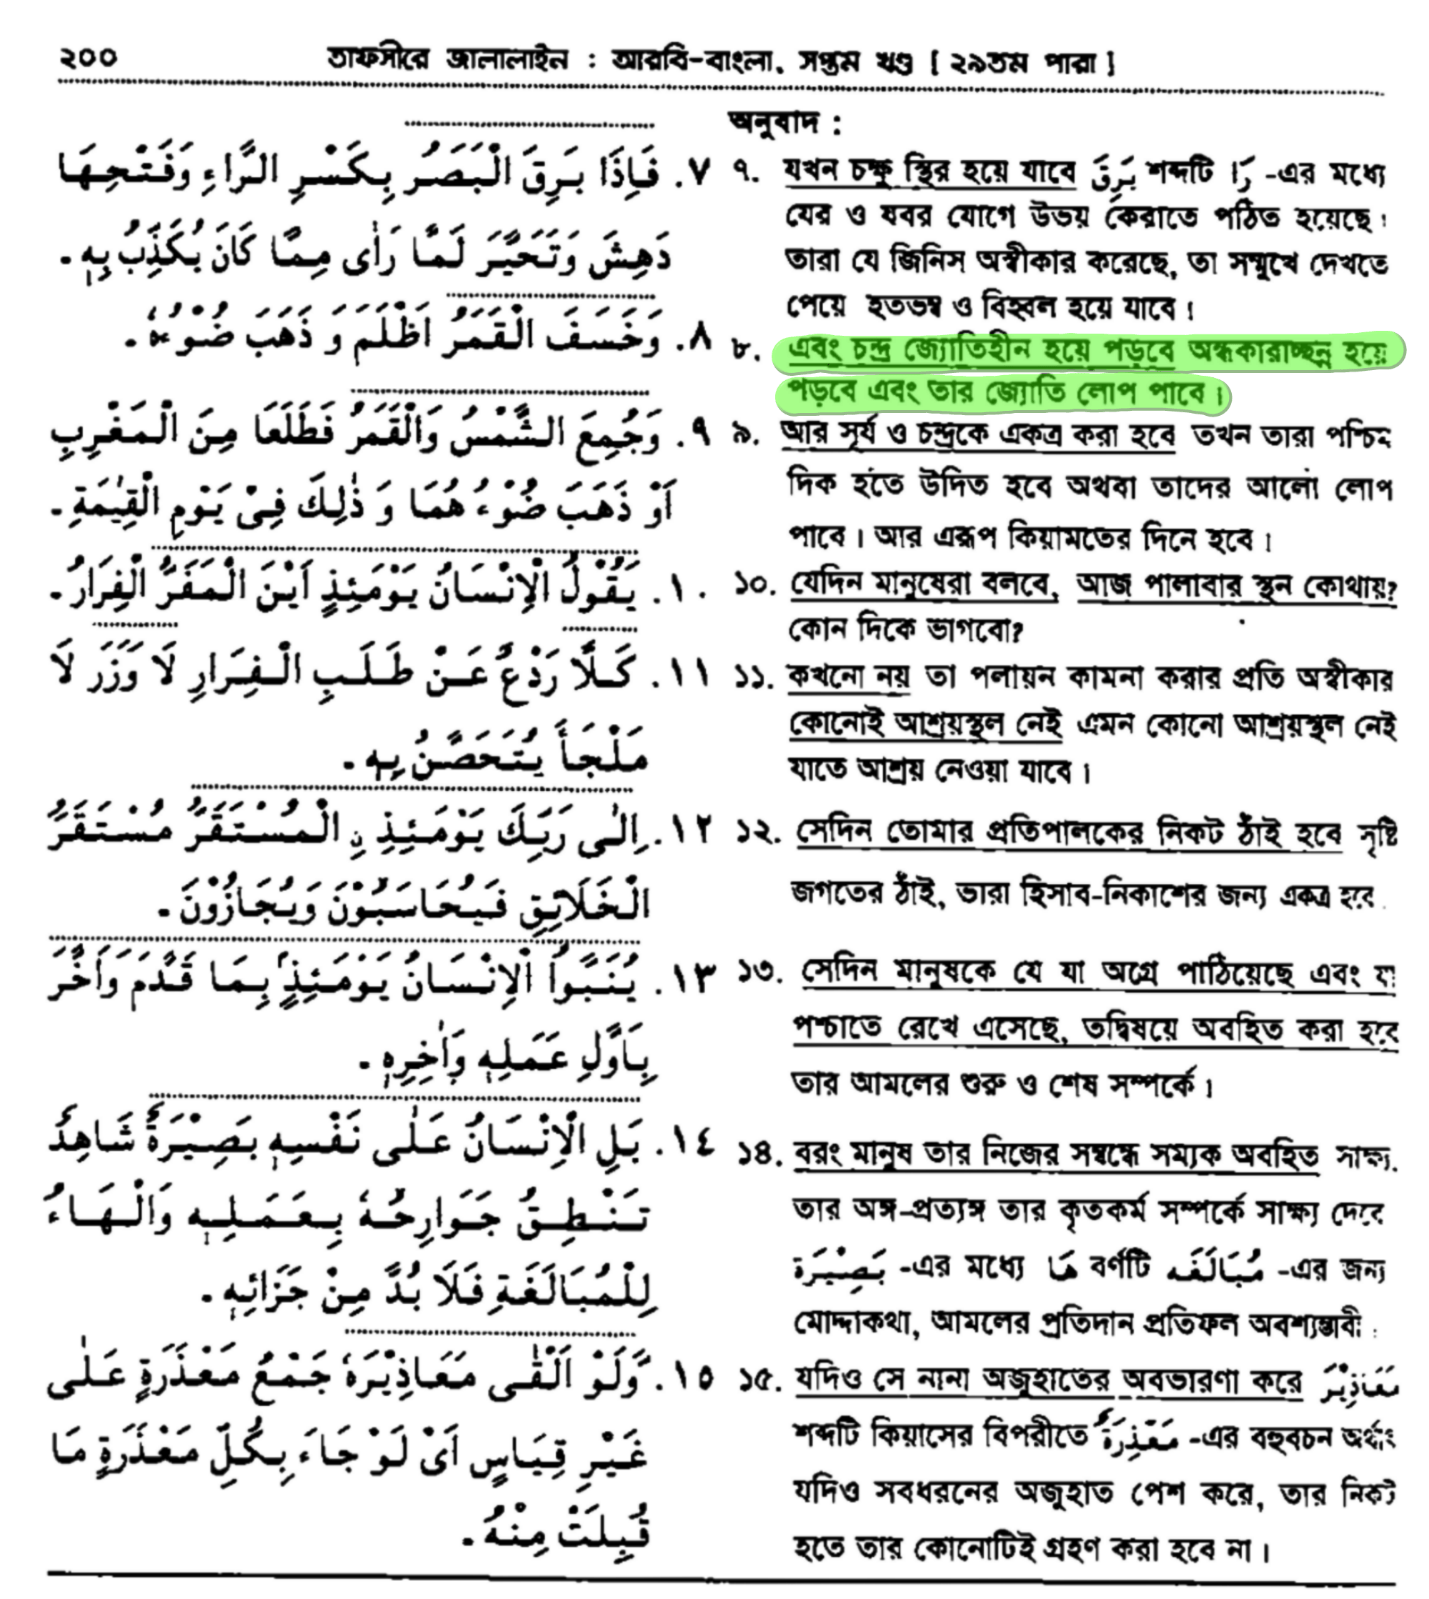 ২০০ তাফসীরে জালালাইন : আরবি-বাংলা, সপ্তম খণ্ড [ ২৯তম পারা ]
অনুবাদ :
٧. فَاِذَا بَرِقَ الْبَصَرُ بِكَسْرِ الرَّاءِ وَفَتْحِهَا
دَهِشَ وَتَحَيَّرَ لَمَّا رَاٰى مِمَّا كَانَ يُكَذِّبُ بِهٖ .
٨. وَخَسَفَ الْقَمَرُ اَظْلَمَ وَ ذَهَبَ ضُوْءُهٗ .
٩. وَجُمِعَ الشَّمْسُ وَالْقَمَرُ فَطَلَعَا مِنَ الْمَغْرِبِ
اَوْ ذَهَبَ ضُوْءُ هُمَا وَ ذٰلِكَ فِىْ يَوْمِ الْقِيٰمَةِ .
١٠. يَقُوْلُ الْاِنْسَانُ يَوْمَئِذٍ اَيْنَ الْمَفَرُّ الْفِرَارُ .
١١. كَلَّا رَدْعٌ عَنْ طَلَبِ الْفِرَارِ لَا وَزَرَ لَا
مَلْجَأَ يُتَحَصَّنُ بِهٖ .
١٢. اِلٰى رَبِّكَ يَوْمَئِذِ نِ الْمُسْتَقَرُّ مُسْتَقَرُّ
الْخَلَائِقِ فَيُحَاسَبُوْنَ وَيُجَازُوْنَ .
١٣. يُنَبَّؤُا الْاِنْسَانُ يَوْمَئِذٍ بِمَا قَدَّمَ وَاَخَّرَ
بِاَوَّلِ عَمَلِهٖ وَاٰخِرِهٖ .
١٤. بَلِ الْاِنْسَانُ عَلٰى نَفْسِهٖ بَصِيْرَةٌ شَاهِدٌ
تَنْطِقُ جَوَارِحُهٗ بِعَمَلِهٖ وَالْهَاءُ
لِلْمُبَالَغَةِ فَلَا بُدَّ مِنْ جَزَائِهٖ .
١٥. وَّلَوْ اَلْقٰى مَعَاذِيْرَهٗ جَمْعُ مَعْذَرَةٍ عَلٰى
غَيْرِ قِيَاسٍ اَىْ لَوْ جَاءَ بِكُلِّ مَعْذَرَةٍ مَا
قُبِلَتْ مِنْهُ .
৭. যখন চক্ষু স্থির হয়ে যাবে بَرِقَ শব্দটি رَا -এর মধ্যে
যের ও যবর যোগে উভয় কেরাতে পঠিত হয়েছে।
তারা যে জিনিস অস্বীকার করেছে, তা সম্মুখে দেখতে
পেয়ে হতভম্ব ও বিহ্বল হয়ে যাবে।
৮. এবং চন্দ্র জ্যোতিহীন হয়ে পড়বে অন্ধকারাচ্ছন্ন হয়ে
পড়বে এবং তার জ্যোতি লোপ পাবে।
৯. আর সূর্য ও চন্দ্রকে একত্র করা হবে তখন তারা পশ্চিম
দিক হতে উদিত হবে অথবা তাদের আলো লোপ
পাবে। আর এরূপ কিয়ামতের দিনে হবে।
১০. যেদিন মানুষেরা বলবে, আজ পালাবার স্থান কোথায়?
কোন দিকে ভাগবো?
১১. কখনো নয় তা পলায়ন কামনা করার প্রতি অস্বীকার
কোনোই আশ্রয়স্থল নেই এমন কোনো আশ্রয়স্থল নেই
যাতে আশ্রয় নেওয়া যাবে।
১২. সেদিন তোমার প্রতিপালকের নিকট ঠাঁই হবে সৃষ্টি
জগতের ঠাঁই, তারা হিসাব-নিকাশের জন্য একত্র হবে.
১৩. সেদিন মানুষকে যে যা অগ্রে পাঠিয়েছে এবং যা
পশ্চাতে রেখে এসেছে, তদ্বিষয়ে অবহিত করা হবে
তার আমলের শুরু ও শেষ সম্পর্কে।
১৪. বরং মানুষ তার নিজের সম্বন্ধে সম্যক অবহিত সাক্ষ্য.
তার অঙ্গ-প্রত্যঙ্গ তার কৃতকর্ম সম্পর্কে সাক্ষ্য দেবে
بَصِيْرَة -এর মধ্যে هَا বর্ণটি مُبَالَغَه -এর জন্য
মোদ্দাকথা, আমলের প্রতিদান প্রতিফল অবশ্যম্ভাবী।
১৫. যদিও সে নানা অজুহাতের অবতারণা করে مَعَاذِيْرَ
শব্দটি কিয়াসের বিপরীতে مَعْذِرَةٌ -এর বহুবচন অর্থাৎ
যদিও সবধরনের অজুহাত পেশ করে, তার নিকট
হতে তার কোনোটিই গ্রহণ করা হবে না।